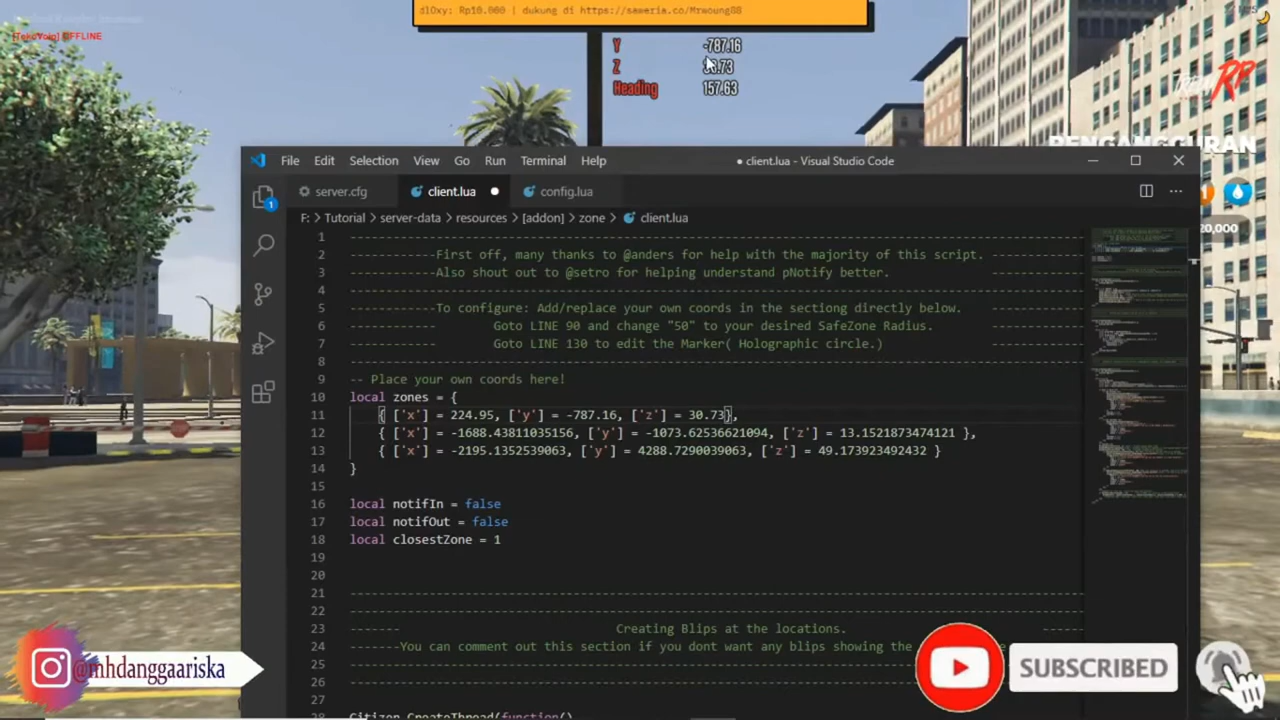 dlOxy: Rp10.000 | dukung di https://saweria.co/Mrwoung88
[TekoYolo] OFFLINE
Y -787.16
Z 30.73
Heading 157.63
RP
PENGANGGURAN
File Edit Selection View Go Run Terminal Help
● client.lua - Visual Studio Code
server.cfg client.lua ● config.lua
1
F: > Tutorial > server-data > resources > [addon] > zone > client.lua
20,000
1 ------------------------------------------------------------
2 ------------First off, many thanks to @anders for help with the majority of this script. -------------
3 ------------Also shout out to @setro for helping understand pNotify better. -------------
4 ------------------------------------------------------------
5 ------------To configure: Add/replace your own coords in the sectiong directly below. -------------
6 Goto LINE 90 and change "50" to your desired SafeZone Radius. -------------
7 Goto LINE 130 to edit the Marker( Holographic circle.) -------------
8 ------------------------------------------------------------
9 -- Place your own coords here!
10 local zones = {
11 { ['x'] = 224.95, ['y'] = -787.16, ['z'] = 30.73},
12 { ['x'] = -1688.43811035156, ['y'] = -1073.62536621094, ['z'] = 13.1521873474121 },
13 { ['x'] = -2195.1352539063, ['y'] = 4288.7290039063, ['z'] = 49.173923492432 }
14 }
15
16 local notifIn = false
17 local notifOut = false
18 local closestZone = 1
19
20
21 ------------------------------------------------------------
22 ------------------------------------------------------------
23 ------- Creating Blips at the locations. ------
24 -------You can comment out this section if you dont want any blips showing the
25 ------------------------------------------------------------
26 ------------------------------------------------------------
27
28 Citizen.CreateThread(function()
@mhdanggaariska
SUBSCRIBED